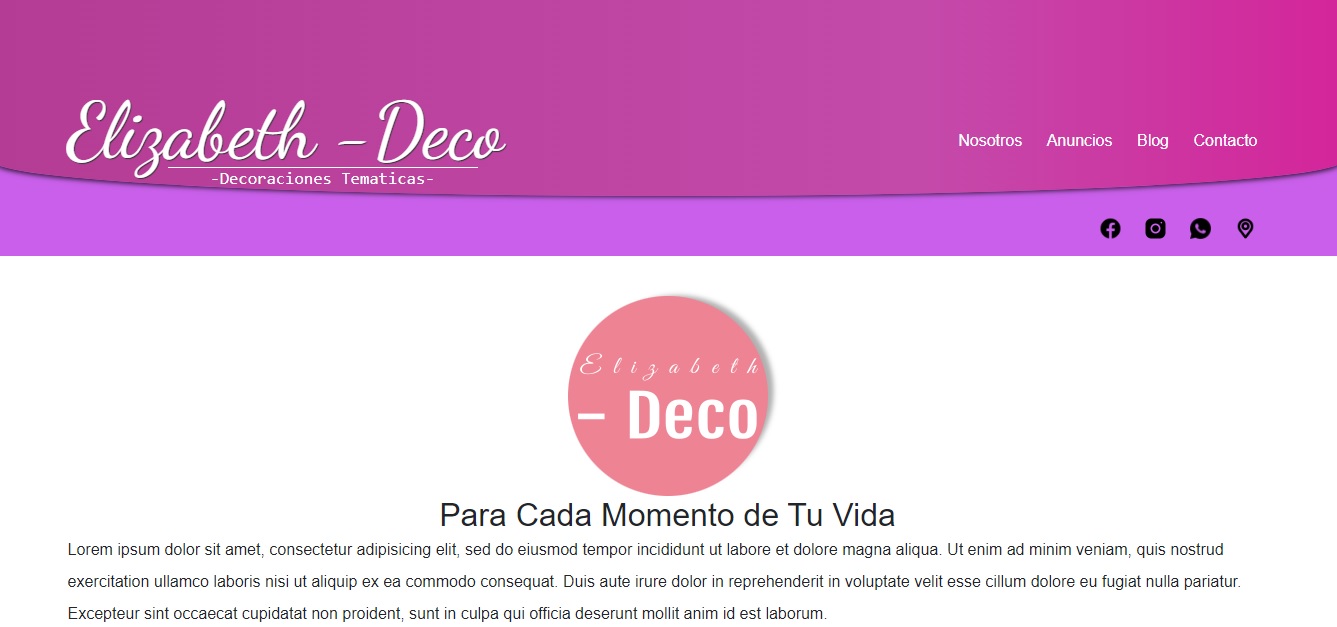 Elizabeth -Deco
-Decoraciones Tematicas-
Nosotros Anuncios Blog Contacto
Elizabeth
- Deco
Para Cada Momento de Tu Vida
Lorem ipsum dolor sit amet, consectetur adipisicing elit, sed do eiusmod tempor incididunt ut labore et dolore magna aliqua. Ut enim ad minim veniam, quis nostrud
exercitation ullamco laboris nisi ut aliquip ex ea commodo consequat. Duis aute irure dolor in reprehenderit in voluptate velit esse cillum dolore eu fugiat nulla pariatur.
Excepteur sint occaecat cupidatat non proident, sunt in culpa qui officia deserunt mollit anim id est laborum.